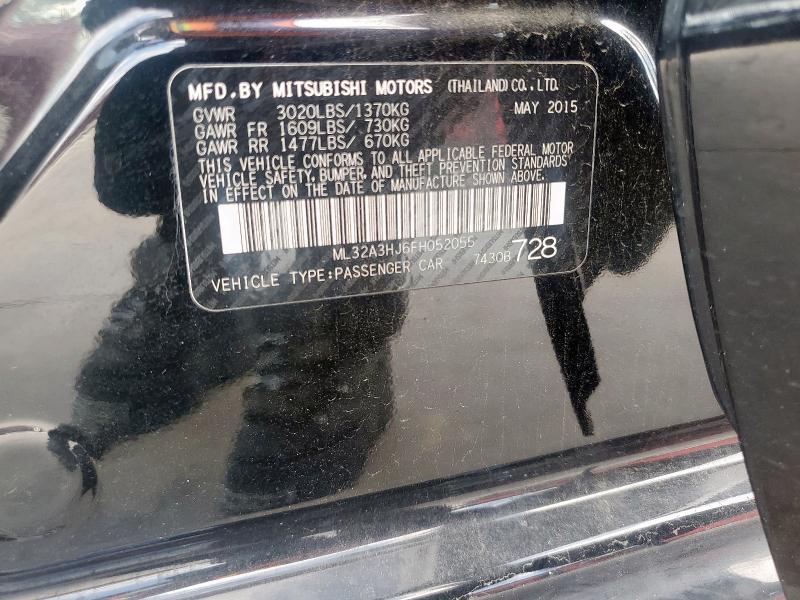 MFD.BY MITSUBISHI MOTORS (THAILAND) CO., LTD.
GVWR 3020LBS/1370KG MAY 2015
GAWR FR 1609LBS/ 730KG
GAWR RR 1477LBS/ 670KG
THIS VEHICLE CONFORMS TO ALL APPLICABLE FEDERAL MOTOR
VEHICLE SAFETY, BUMPER, AND THEFT PREVENTION STANDARDS
IN EFFECT ON THE DATE OF MANUFACTURE SHOWN ABOVE.
ML32A3HJ6FH052055
VEHICLE TYPE:PASSENGER CAR 7430B 728